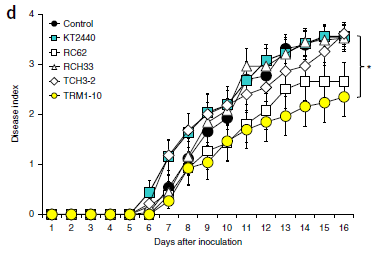 d
4
3
2
1
0
Disease index
Control
KT2440
RC62
RCH33
TCH3-2
TRM1-10
*
1 2 3 4 5 6 7 8 9 10 11 12 13 14 15 16
Days after inoculation